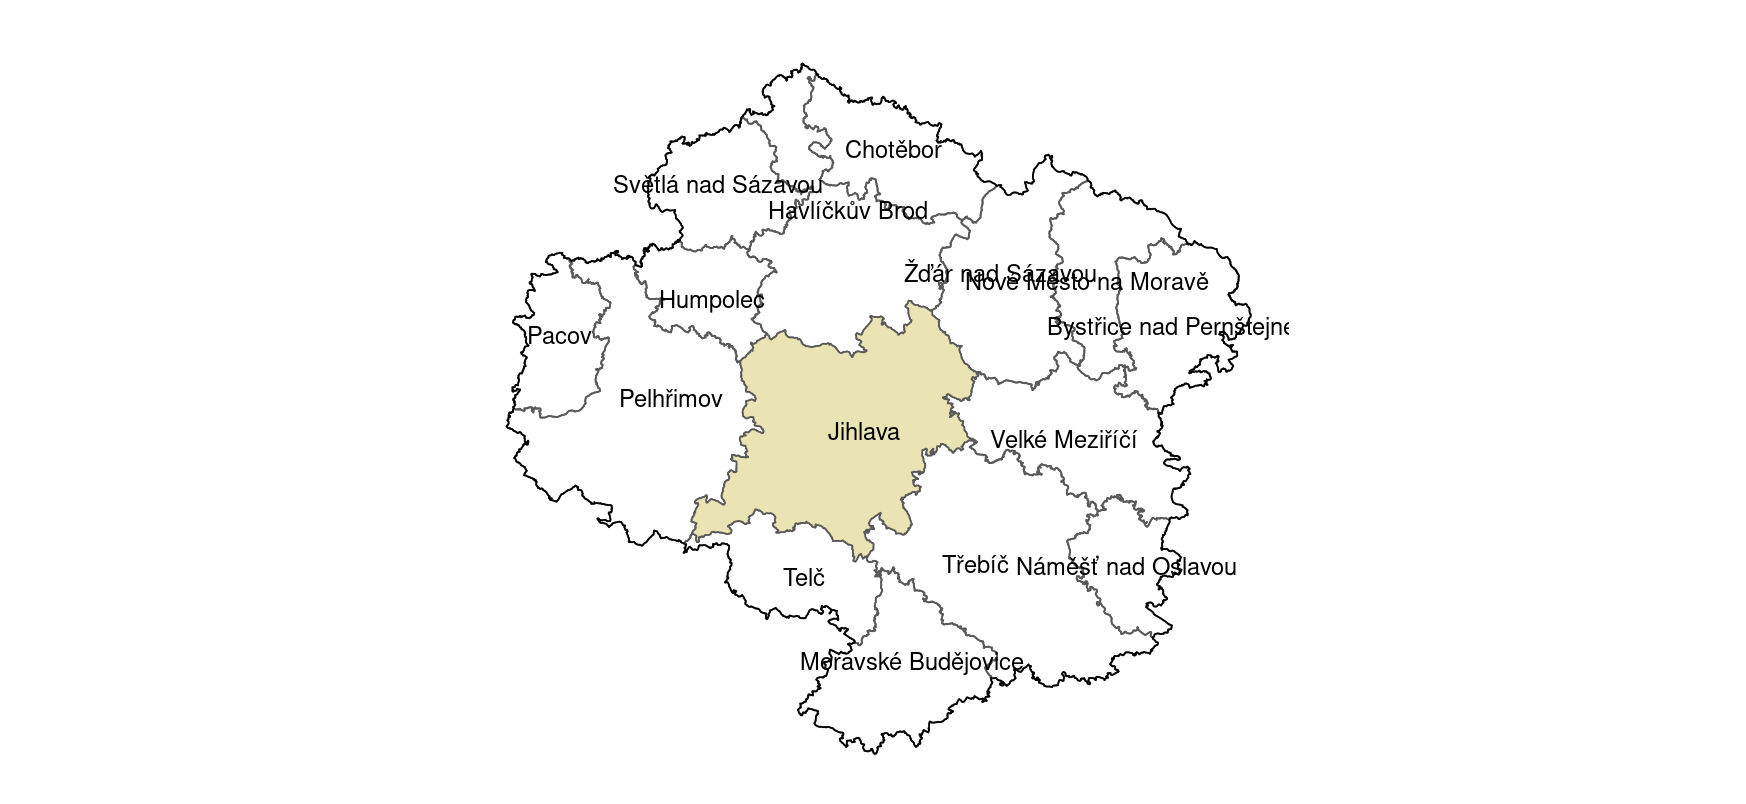 Chotěboř
Světlá nad Sázavou
Havlíčkův Brod
Žďár nad Sázavou
Nové Město na Moravě
Humpolec
Bystřice nad Pernštejne
Pacov
Pelhřimov
Jihlava
Velké Meziříčí
Třebíč
Náměšť nad Oslavou
Telč
Moravské Budějovice